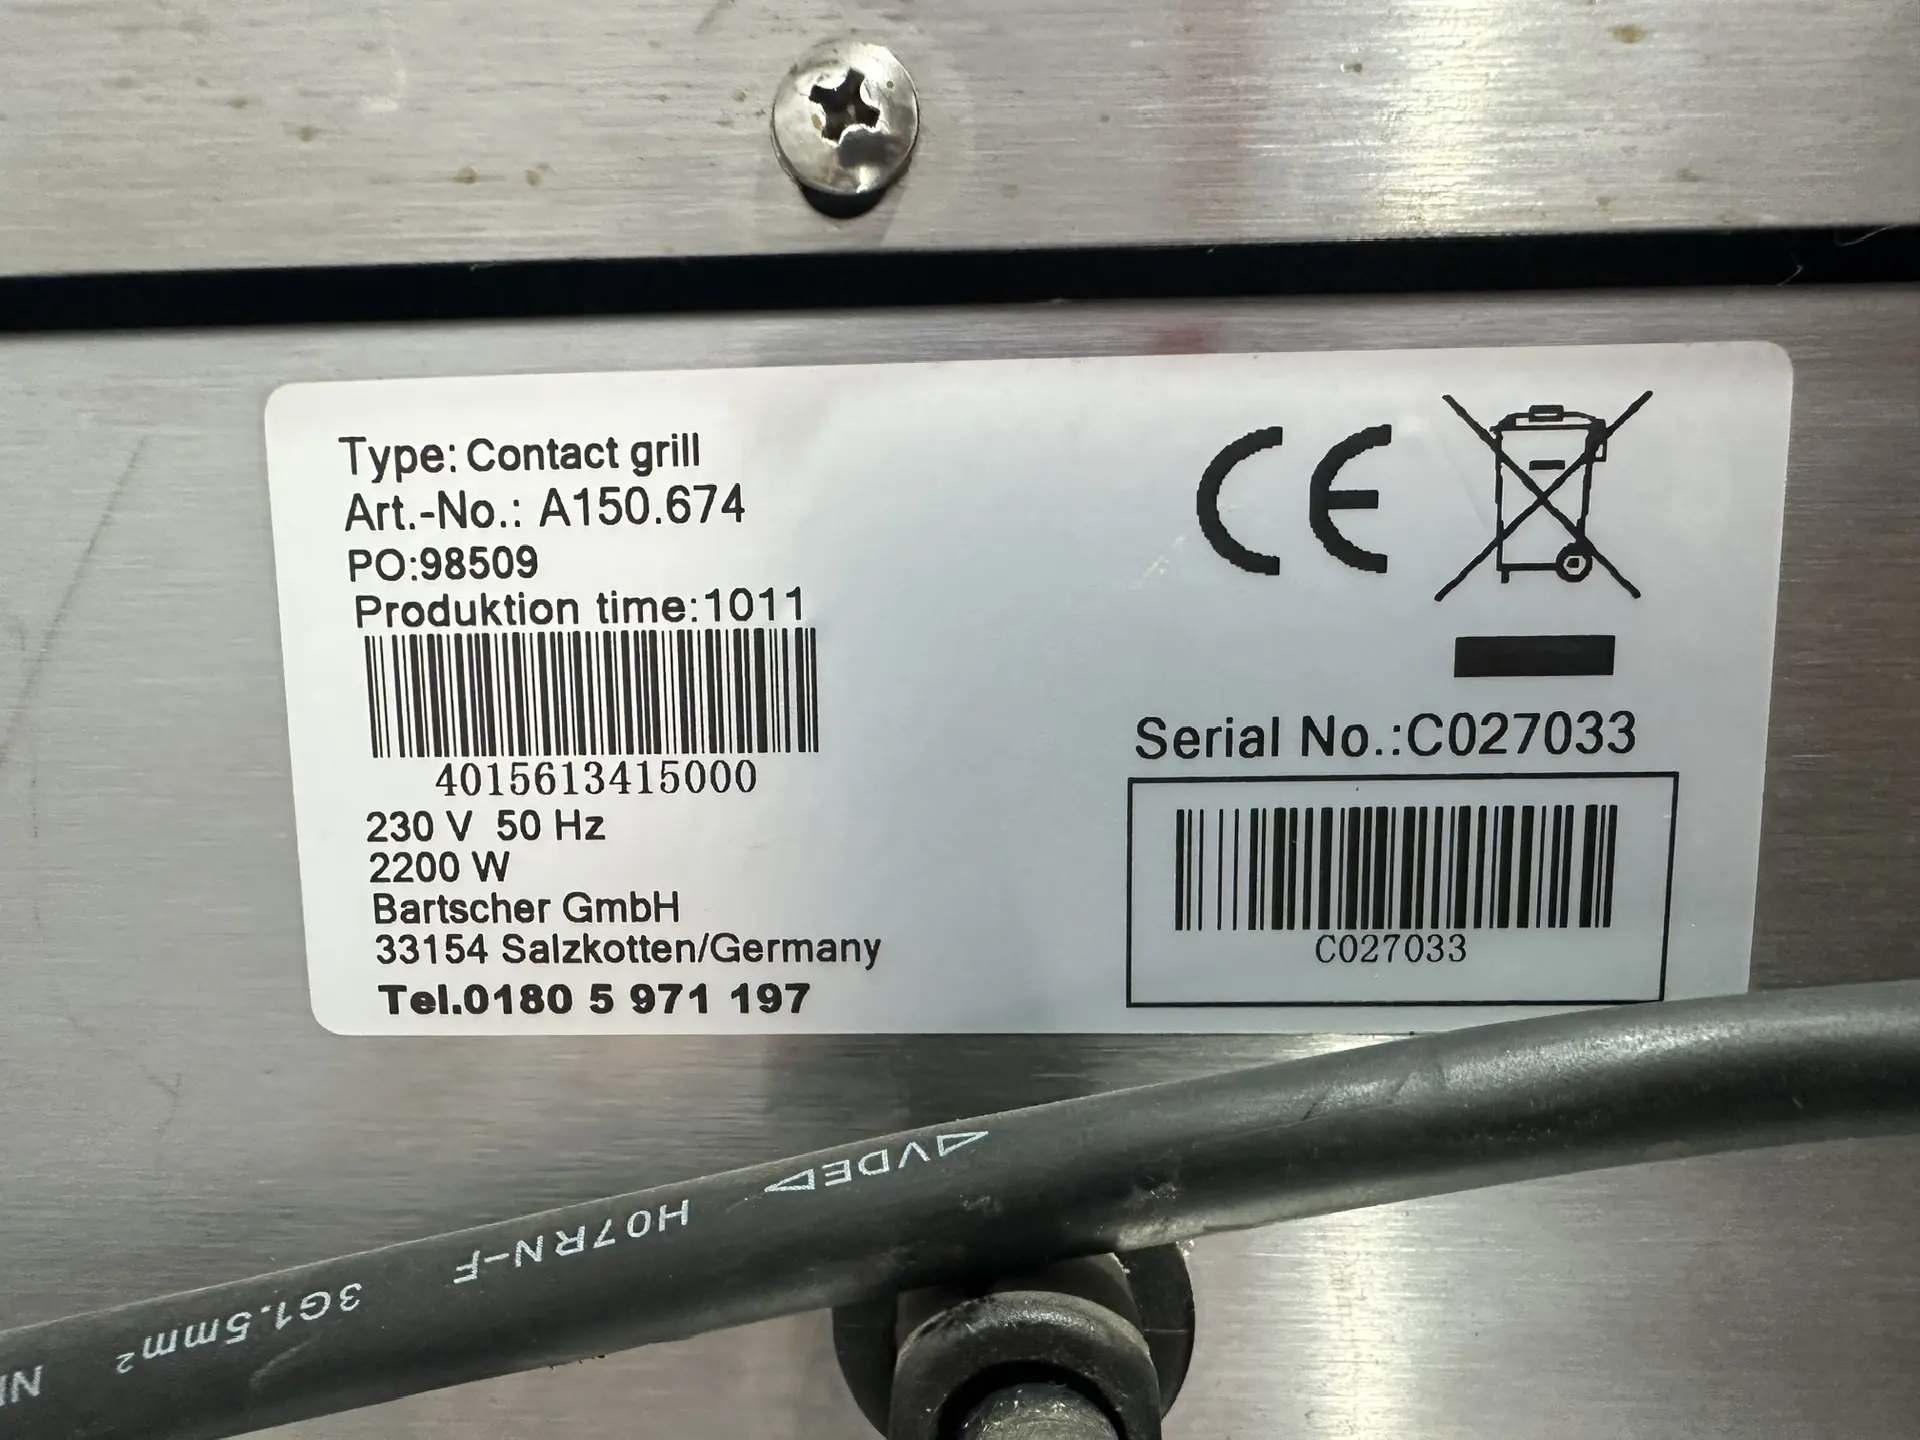 Type: Contact grill
Art.-No.: A150.674
PO:98509
Produktion time:1011
4015613415000
230 V 50 Hz
2200 W
Bartscher GmbH
33154 Salzkotten/Germany
Tel.0180 5 971 197
CE
Serial No.:C027033
C027033
◁VDE▷ H07RN-F 3G1.5mm²